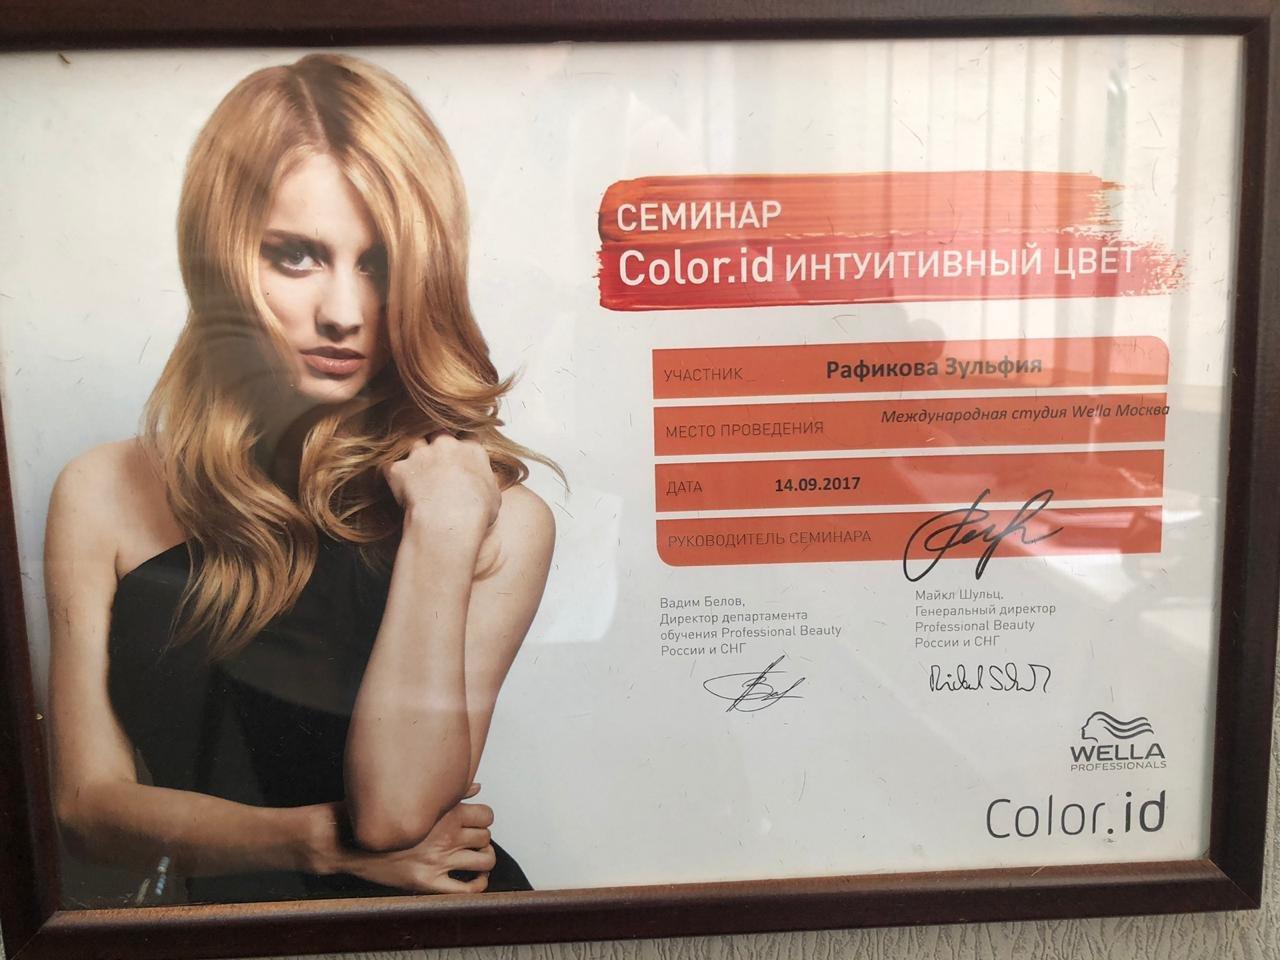 СЕМИНАР
Color.id ИНТУИТИВНЫЙ ЦВЕТ
УЧАСТНИК Рафикова Зульфия
МЕСТО ПРОВЕДЕНИЯ Международная студия Wella Москва
ДАТА 14.09.2017
РУКОВОДИТЕЛЬ СЕМИНАРА
Вадим Белов,
Директор департамента
обучения Professional Beauty
России и СНГ
Майкл Шульц,
Генеральный директор
Professional Beauty
России и СНГ
WELLA
PROFESSIONALS
Color.id